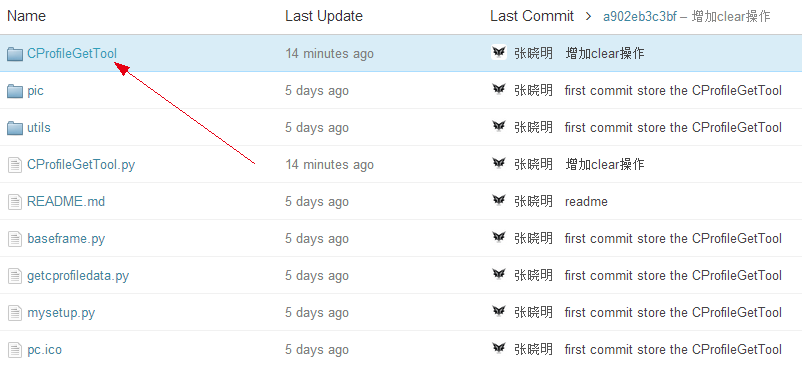 Name Last Update Last Commit > a902eb3c3bf – 增加clear操作
CProfileGetTool 14 minutes ago 张晓明 增加clear操作
pic 5 days ago 张晓明 first commit store the CProfileGetTool
utils 5 days ago 张晓明 first commit store the CProfileGetTool
CProfileGetTool.py 14 minutes ago 张晓明 增加clear操作
README.md 5 days ago 张晓明 readme
baseframe.py 5 days ago 张晓明 first commit store the CProfileGetTool
getcprofiledata.py 5 days ago 张晓明 first commit store the CProfileGetTool
mysetup.py 5 days ago 张晓明 first commit store the CProfileGetTool
pc.ico 5 days ago 张晓明 first commit store the CProfileGetTool